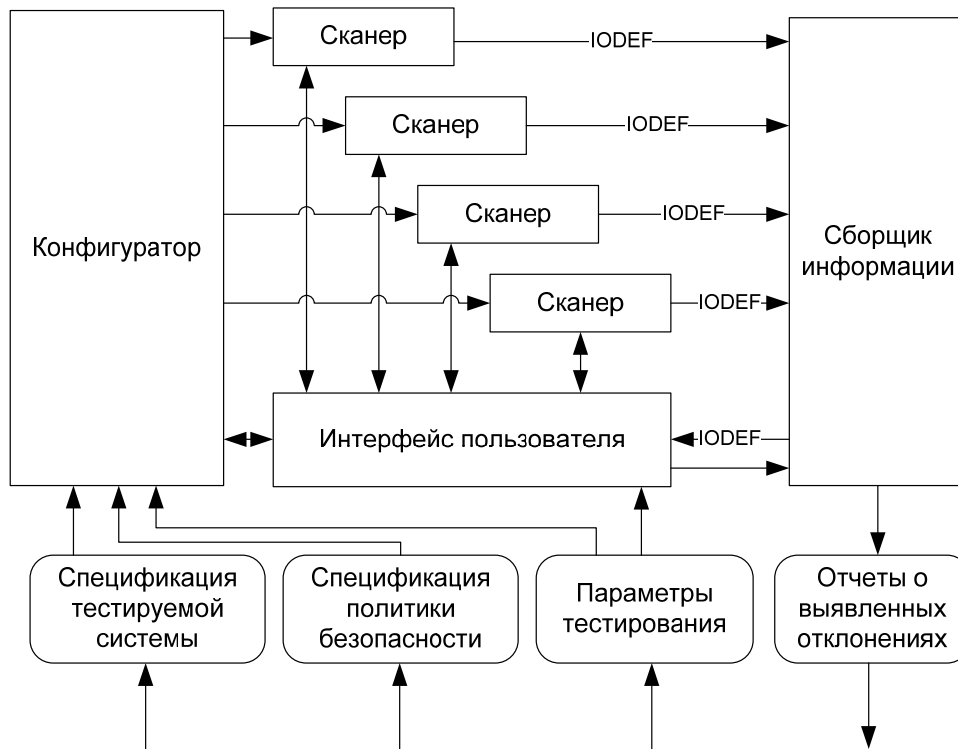 Сканер
IODEF
Сканер
IODEF
Сканер
IODEF
Конфигуратор
Сборщик
информации
Сканер
IODEF
Интерфейс пользователя
IODEF
Спецификация
тестируемой
системы
Спецификация
политики
безопасности
Параметры
тестирования
Отчеты о
выявленных
отклонениях